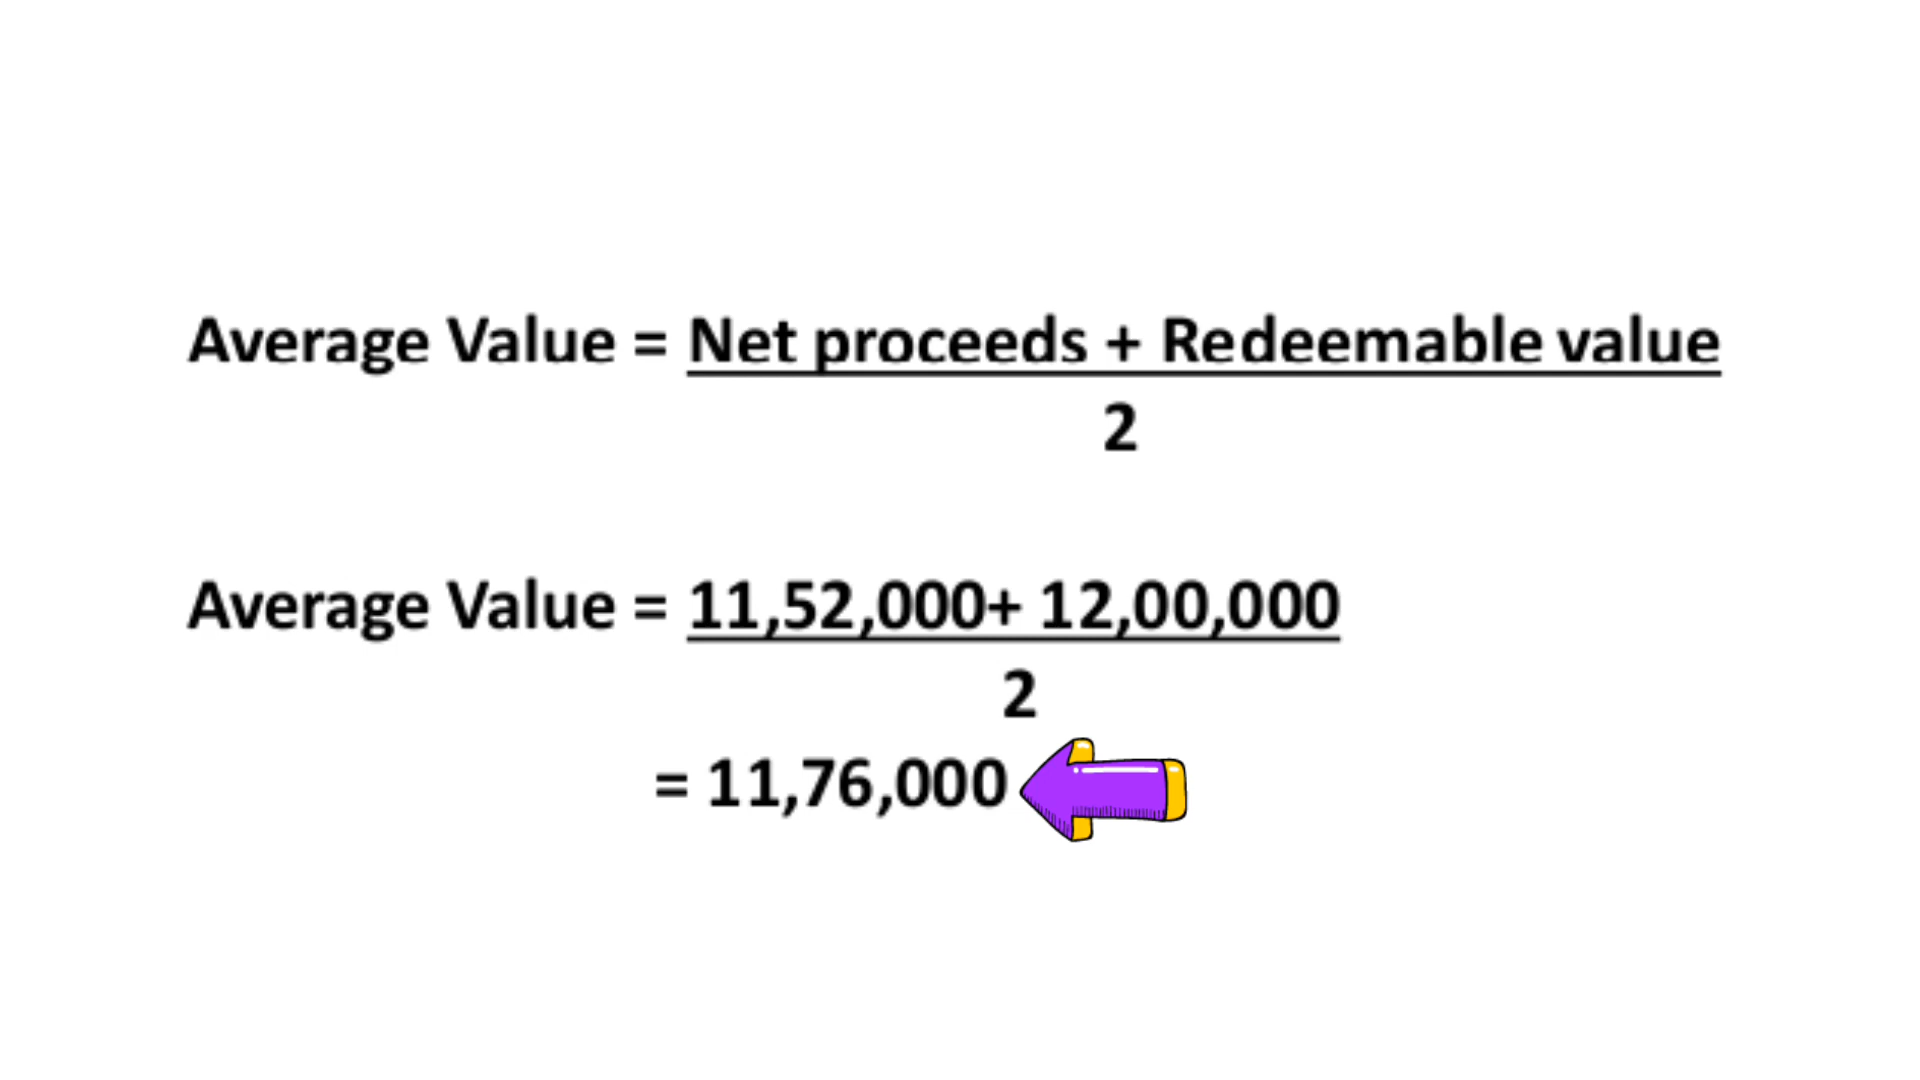 Average Value = Net proceeds + Redeemable value
2
Average Value = 11,52,000+ 12,00,000
2
= 11,76,000